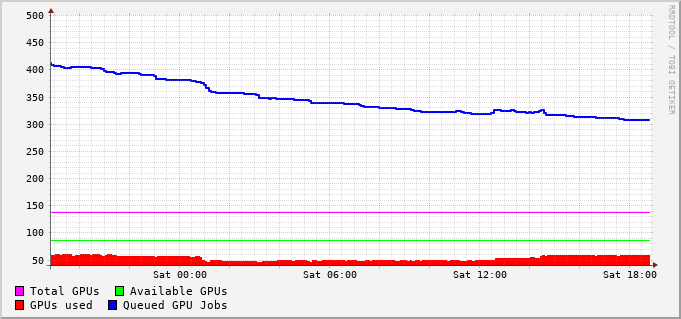 500
450
400
350
300
250
200
150
100
50
Sat 00:00 Sat 06:00 Sat 12:00 Sat 18:00
Total GPUs Available GPUs
GPUs used Queued GPU Jobs
RRDTOOL / TOBI OETIKER